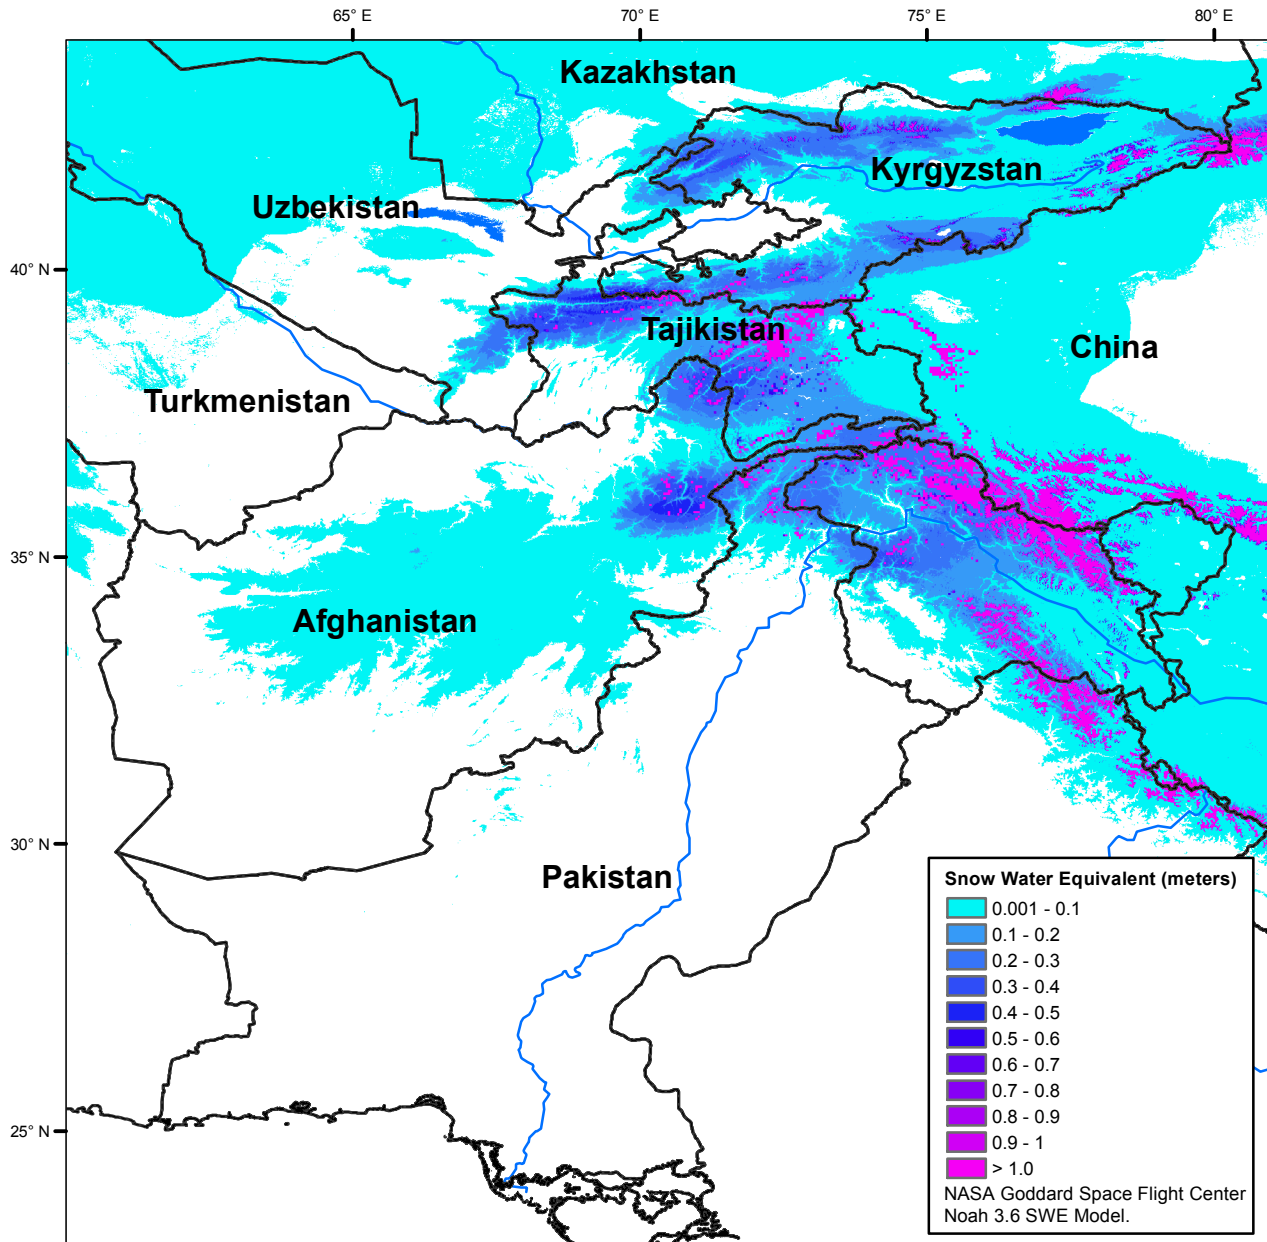 65° E
70° E
75° E
80° E
Kazakhstan
Kyrgyzstan
Uzbekistan
40° N
Tajikistan
China
Turkmenistan
35° N
Afghanistan
30° N
Pakistan
25° N
Snow Water Equivalent (meters)
0.001 - 0.1
0.1 - 0.2
0.2 - 0.3
0.3 - 0.4
0.4 - 0.5
0.5 - 0.6
0.6 - 0.7
0.7 - 0.8
0.8 - 0.9
0.9 - 1
> 1.0
NASA Goddard Space Flight Center
Noah 3.6 SWE Model.